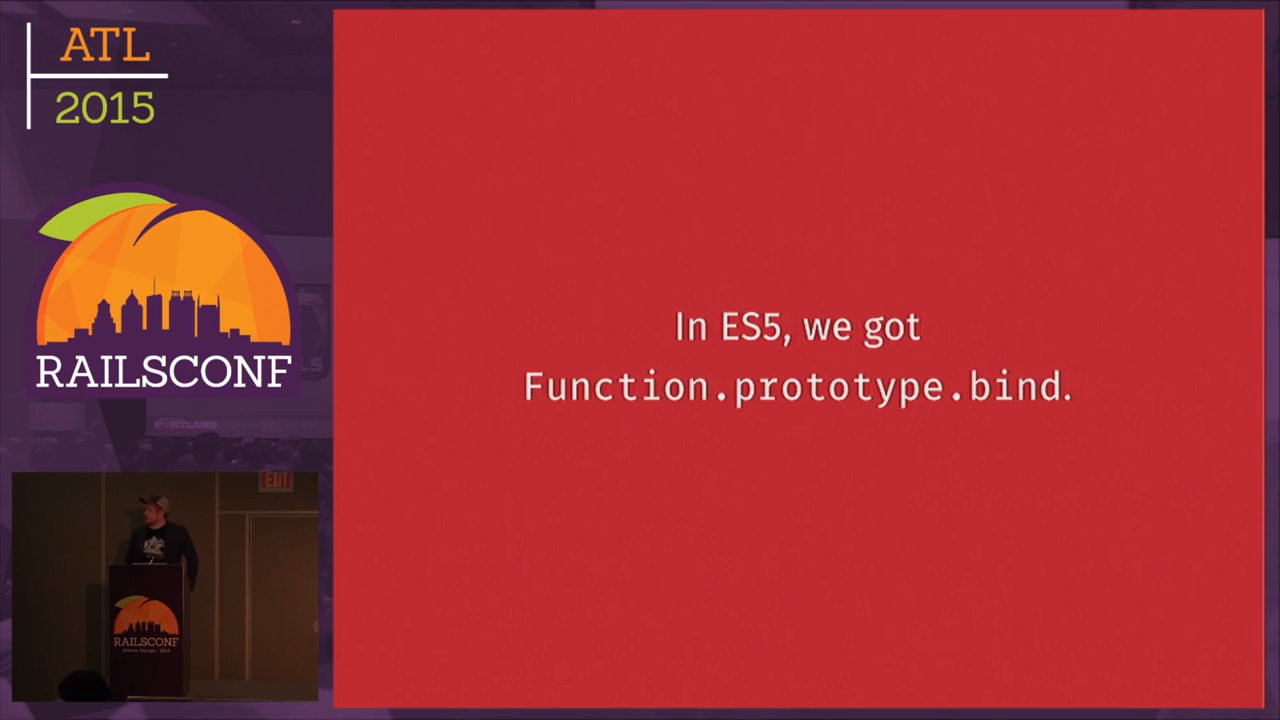 ATL
2015
RAILSCONF
In ES5, we got
Function.prototype.bind.
EXIT
RAILSCONF